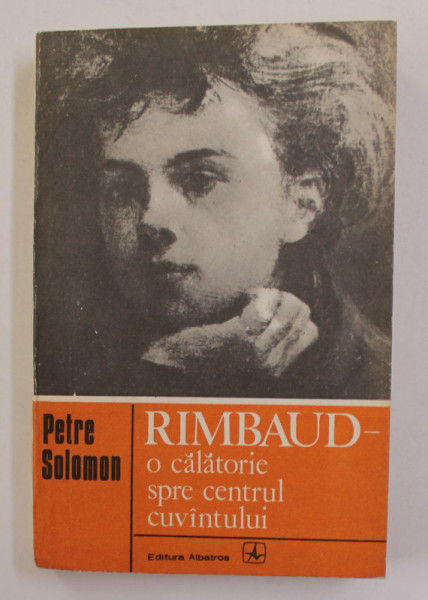 Petre
Solomon
RIMBAUD–
o călătorie
spre centrul
cuvîntului
Editura Albatros